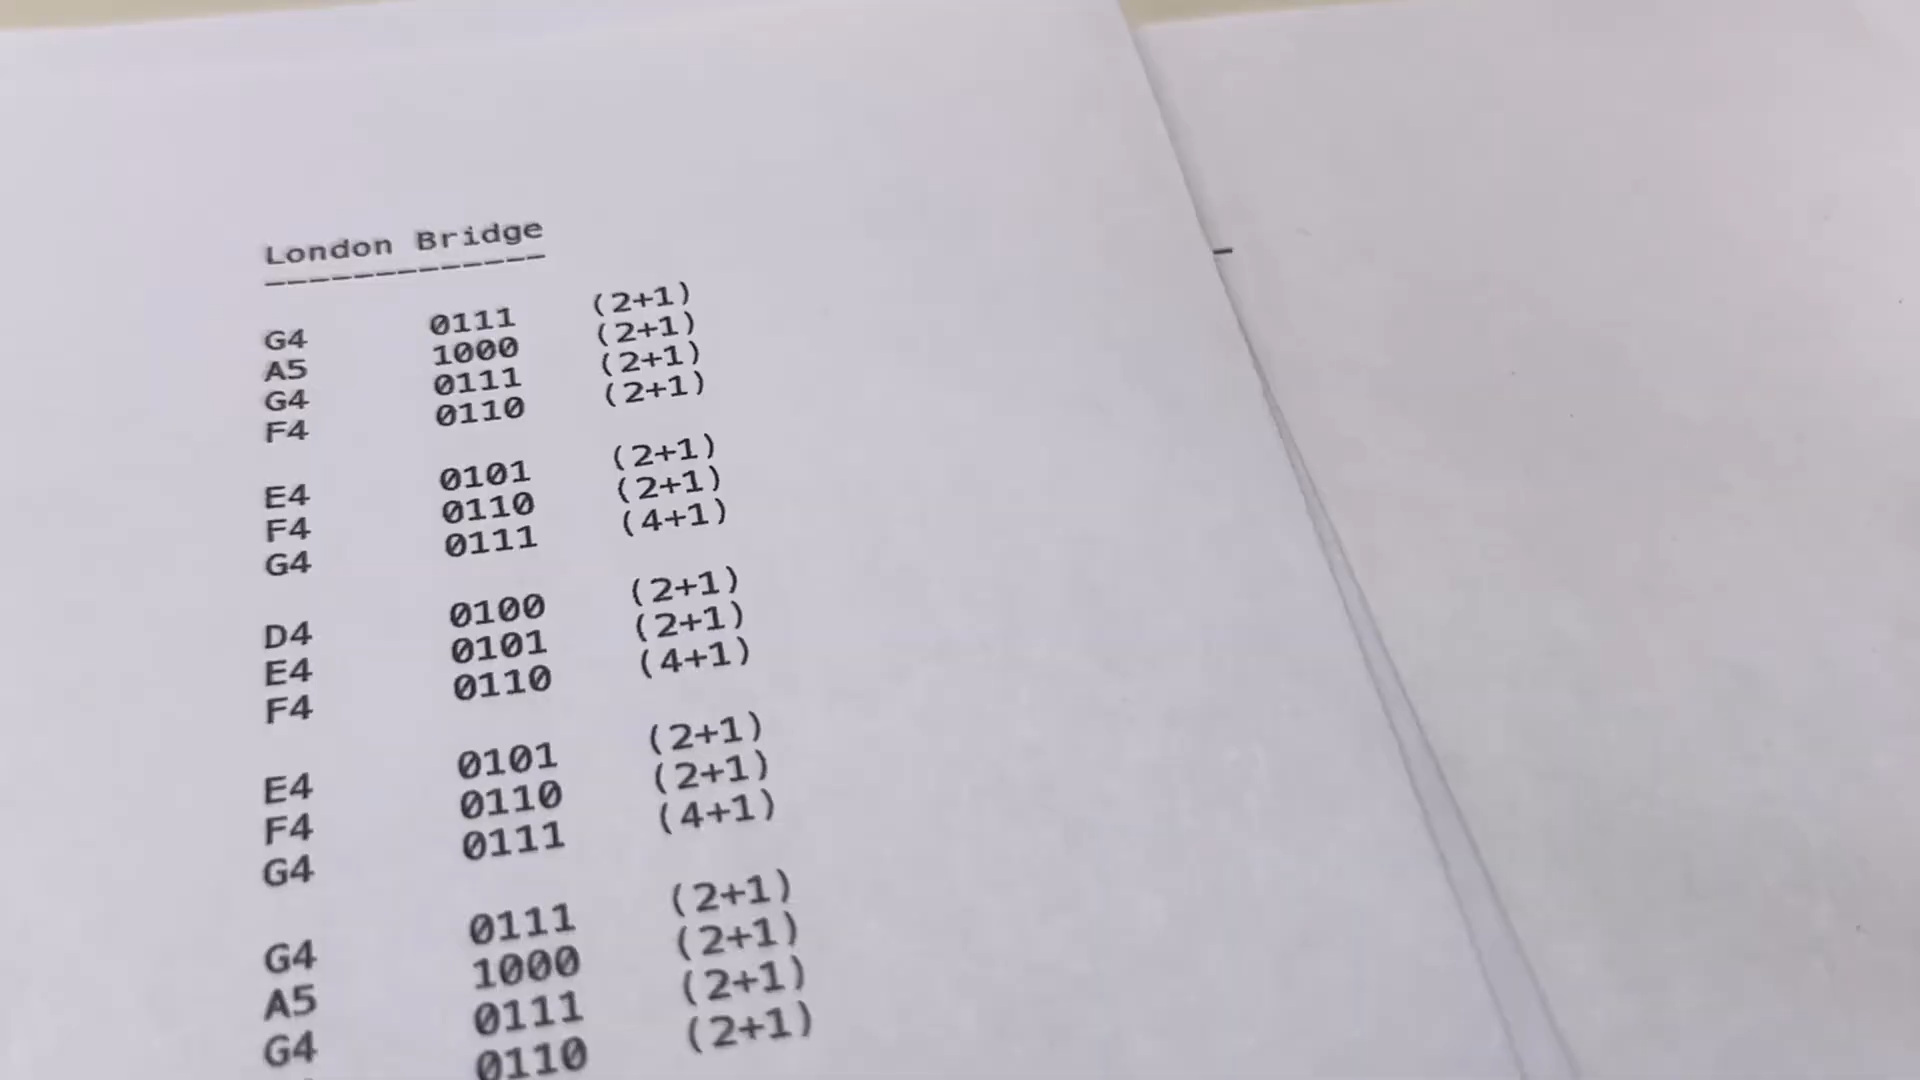 London Bridge
-------------
G4 0111 (2+1)
A5 1000 (2+1)
G4 0111 (2+1)
F4 0110 (2+1)
E4 0101 (2+1)
F4 0110 (2+1)
G4 0111 (4+1)
D4 0100 (2+1)
E4 0101 (2+1)
F4 0110 (4+1)
E4 0101 (2+1)
F4 0110 (2+1)
G4 0111 (4+1)
G4 0111 (2+1)
A5 1000 (2+1)
G4 0111 (2+1)
0110 (2+1)